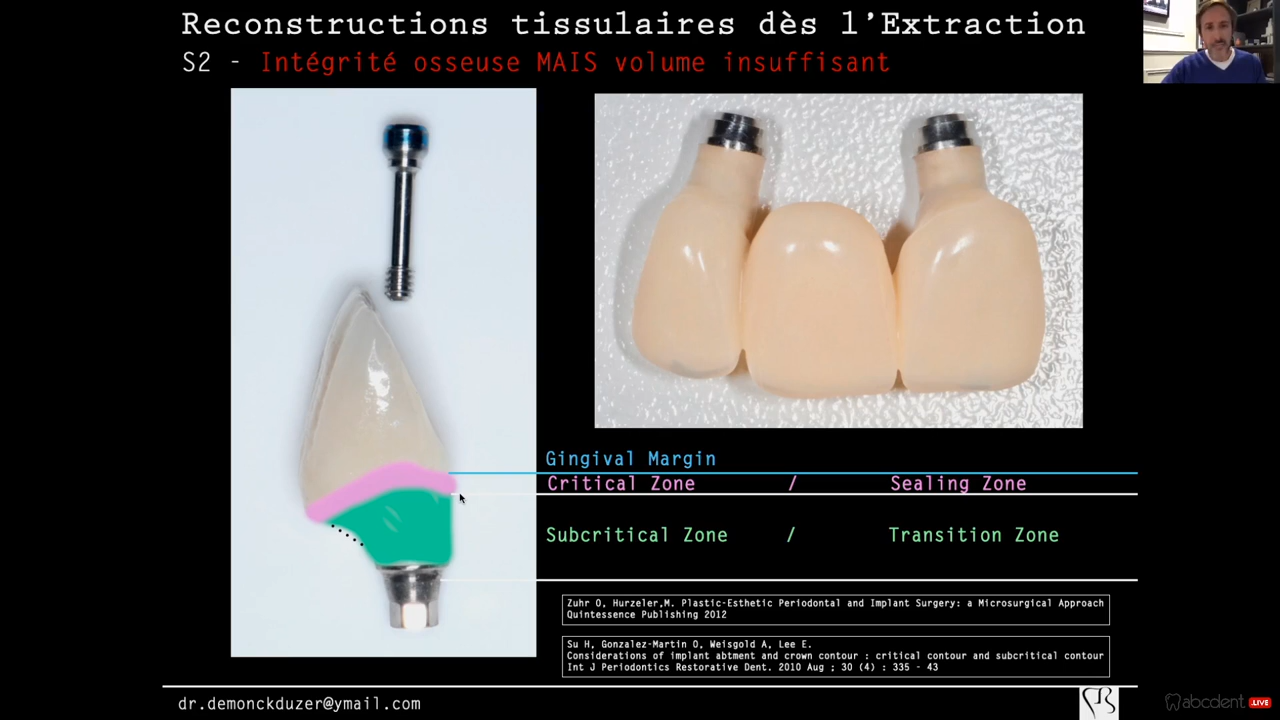 Reconstructions tissulaires dès l'Extraction
S2 - Intégrité osseuse MAIS volume insuffisant
Gingival Margin
Critical Zone / Sealing Zone
Subcritical Zone / Transition Zone
Zuhr O, Hurzeler,M. Plastic-Esthetic Periodontal and Implant Surgery: a Microsurgical Approach
Quintessence Publishing 2012
Su H, Gonzalez-Martin O, Weisgold A, Lee E.
Considerations of implant abtment and crown contour : critical contour and subcritical contour
Int J Periodontics Restorative Dent. 2010 Aug ; 30 (4) : 335 - 43
dr.demonckduzer@ymail.com
abcdent LIVE